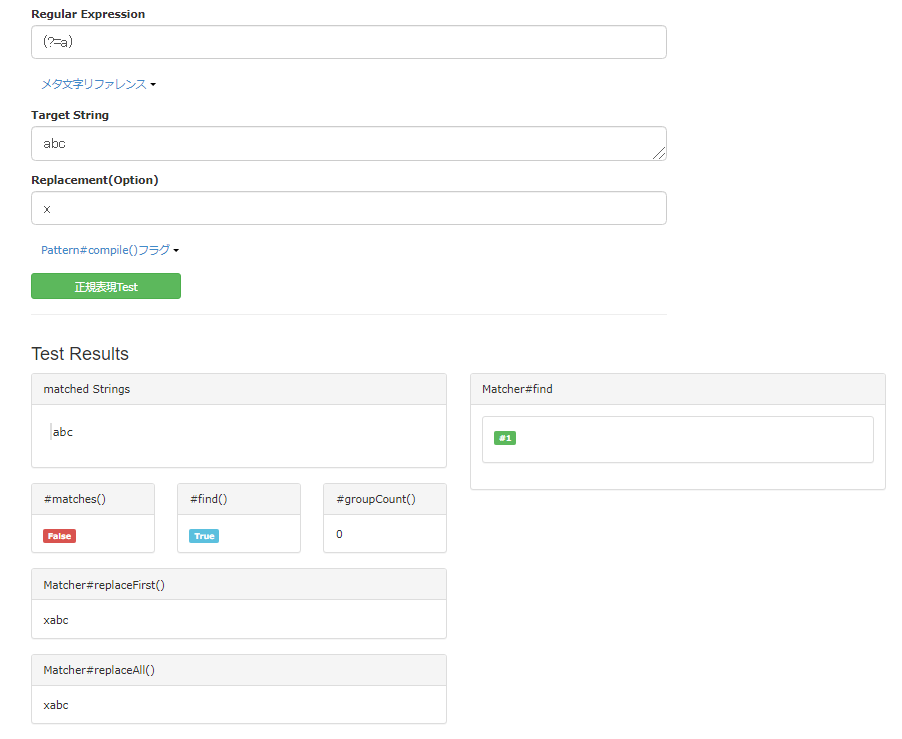 Regular Expression
(?=a)
メタ文字リファレンス
Target String
abc
Replacement(Option)
x
Pattern#compile()フラグ
正規表現Test
Test Results
matched Strings
abc
Matcher#find
#1
#matches()
False
#find()
True
#groupCount()
0
Matcher#replaceFirst()
xabc
Matcher#replaceAll()
xabc